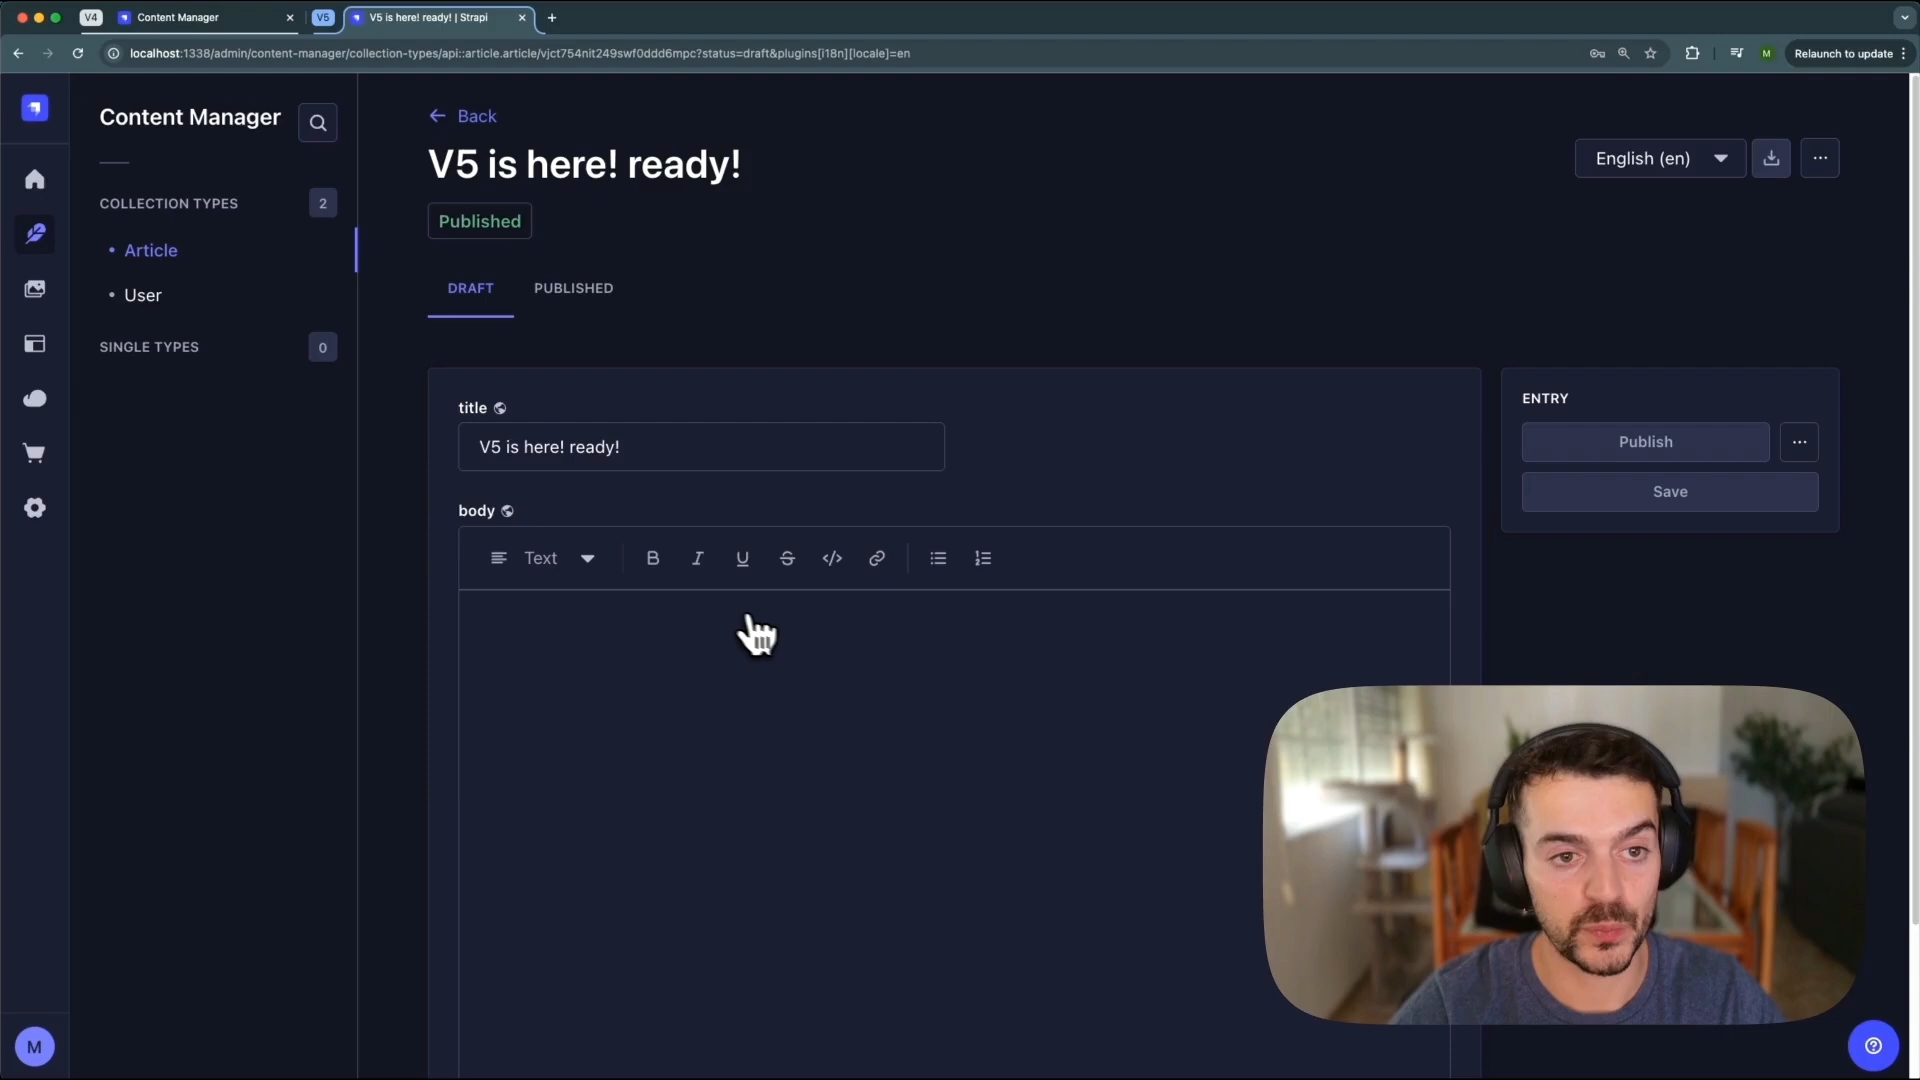 V4
Content Manager
V5
V5 is here! ready! | Strapi
localhost:1338/admin/content-manager/collection-types/api::article.article/vjct754nit249swf0ddd6mpc?status=draft&plugins[i18n][locale]=en
M
Relaunch to update
Content Manager
COLLECTION TYPES
2
Article
User
SINGLE TYPES
0
Back
V5 is here! ready!
English (en)
Published
DRAFT
PUBLISHED
title
V5 is here! ready!
body
Text
B
I
U
S
ENTRY
Publish
Save
M